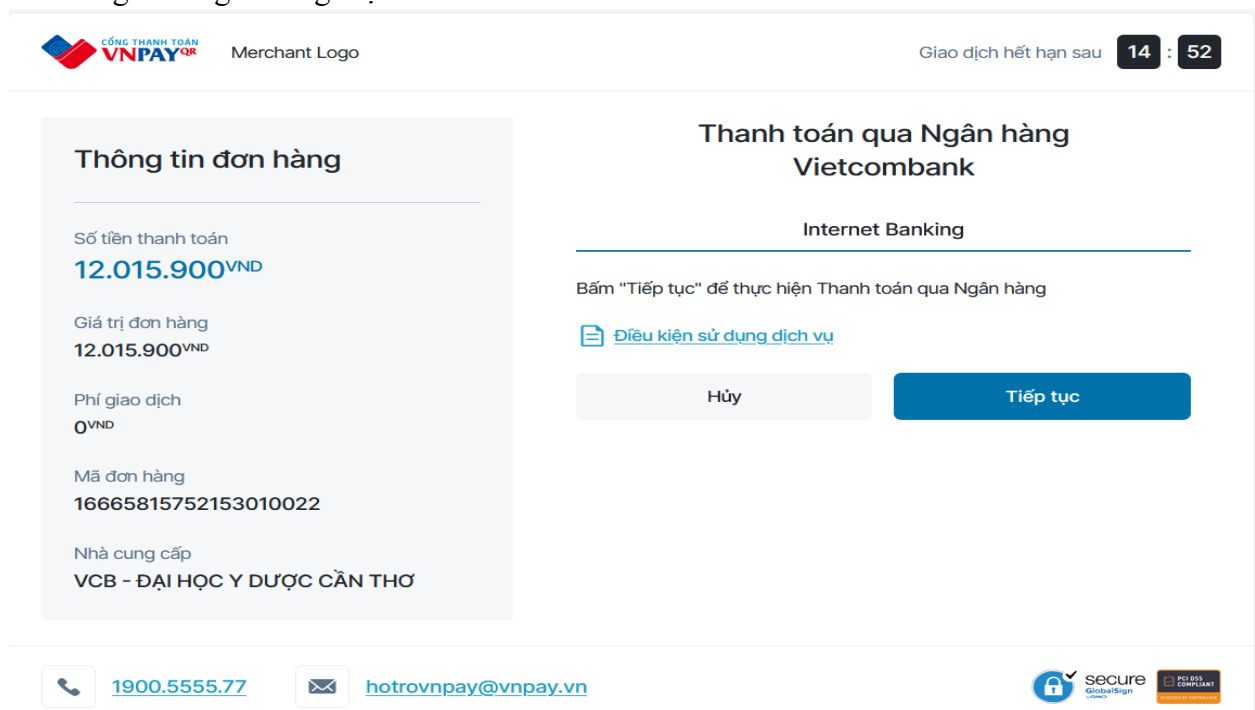 CỔNG THANH TOÁN
VNPAYQR
Merchant Logo
Giao dịch hết hạn sau 14 : 52
Thông tin đơn hàng
Số tiền thanh toán
12.015.900VND
Giá trị đơn hàng
12.015.900VND
Phí giao dịch
0VND
Mã đơn hàng
16665815752153010022
Nhà cung cấp
VCB - ĐẠI HỌC Y DƯỢC CẦN THƠ
Thanh toán qua Ngân hàng
Vietcombank
Internet Banking
Bấm "Tiếp tục" để thực hiện Thanh toán qua Ngân hàng
Điều kiện sử dụng dịch vụ
Hủy
Tiếp tục
1900.5555.77
hotrovnpay@vnpay.vn
secure
GlobalSign
PCI DSS
COMPLIANT